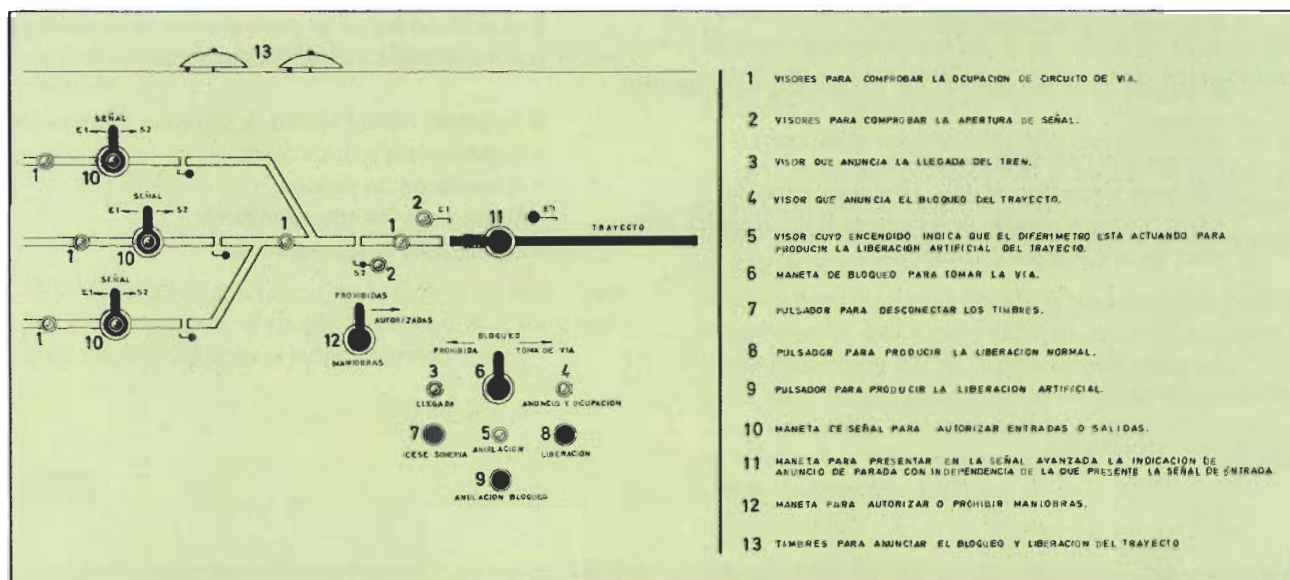 13
SEÑAL
E1 S2
1
10
SEÑAL
E1 S2
1
10
1
1
2
E1
11
TRAYECTO
S2
2
SEÑAL
E1 S2
1
10
PROHIBIDAS
AUTORIZADAS
12
MANIOBRAS
BLOQUEO
PROHIBIDA TOMA DE VIA
3 6 4
LLEGADA ANUNCIO Y OCUPACION
7 5 8
CESE SONERIA ANULACION LIBERACION
9
ANULACION BLOQUEO
1 VISORES PARA COMPROBAR LA OCUPACION DE CIRCUITO DE VIA.
2 VISORES PARA COMPROBAR LA APERTURA DE SEÑAL.
3 VISOR QUE ANUNCIA LA LLEGADA DEL TREN.
4 VISOR QUE ANUNCIA EL BLOQUEO DEL TRAYECTO.
5 VISOR CUYO ENCENDIDO INDICA QUE EL DIFERIMETRO ESTA ACTUANDO PARA
PRODUCIR LA LIBERACION ARTIFICIAL DEL TRAYECTO.
6 MANETA DE BLOQUEO PARA TOMAR LA VIA.
7 PULSADOR PARA DESCONECTAR LOS TIMBRES.
8 PULSADOR PARA PRODUCIR LA LIBERACION NORMAL.
9 PULSADOR PARA PRODUCIR LA LIBERACION ARTIFICIAL.
10 MANETA DE SEÑAL PARA AUTORIZAR ENTRADAS O SALIDAS.
11 MANETA PARA PRESENTAR EN LA SEÑAL AVANZADA LA INDICACION DE
ANUNCIO DE PARADA CON INDEPENDENCIA DE LA QUE PRESENTE LA SEÑAL DE ENTRADA
12 MANETA PARA AUTORIZAR O PROHIBIR MANIOBRAS.
13 TIMBRES PARA ANUNCIAR EL BLOQUEO Y LIBERACION DEL TRAYECTO